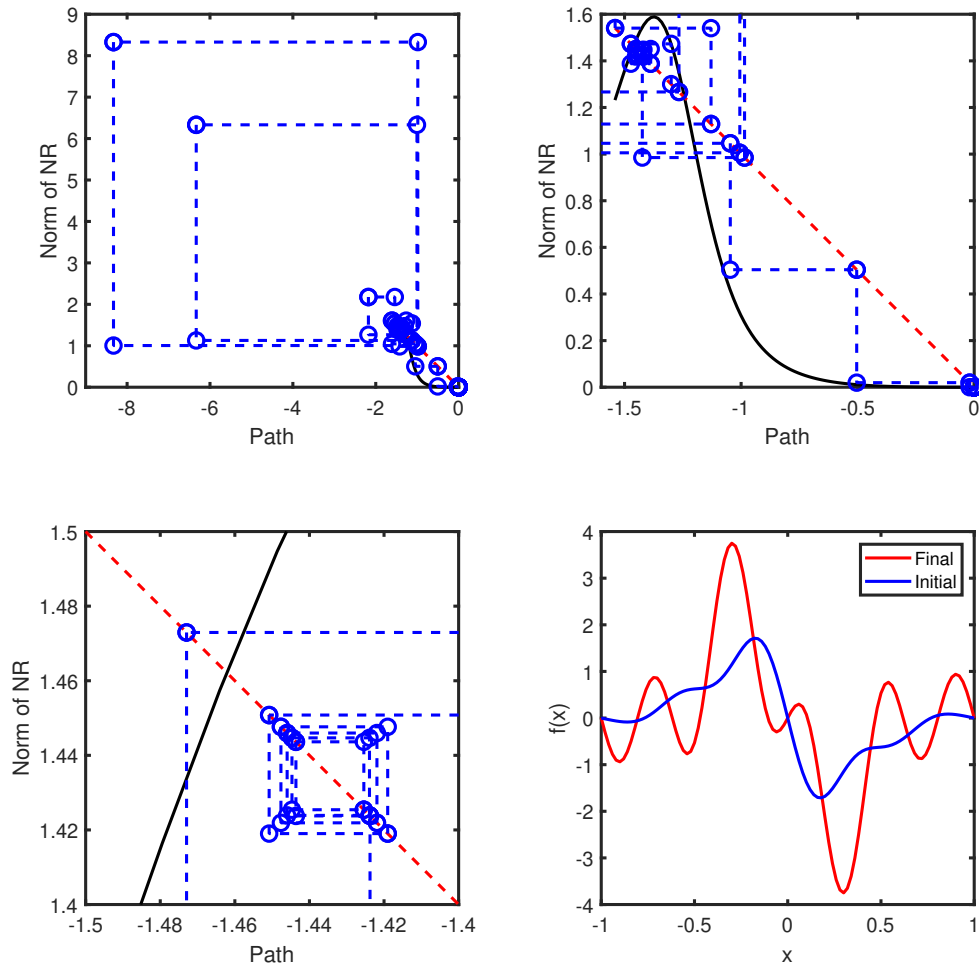 9
8
7
6
5
4
3
2
1
0
Norm of NR
-8 -6 -4 -2 0
Path
1.6
1.4
1.2
1
0.8
0.6
0.4
0.2
0
Norm of NR
-1.5 -1 -0.5 0
Path
1.5
1.48
1.46
1.44
1.42
1.4
Norm of NR
-1.5 -1.48 -1.46 -1.44 -1.42 -1.4
Path
4
3
2
1
0
-1
-2
-3
-4
f(x)
Final
Initial
-1 -0.5 0 0.5 1
x